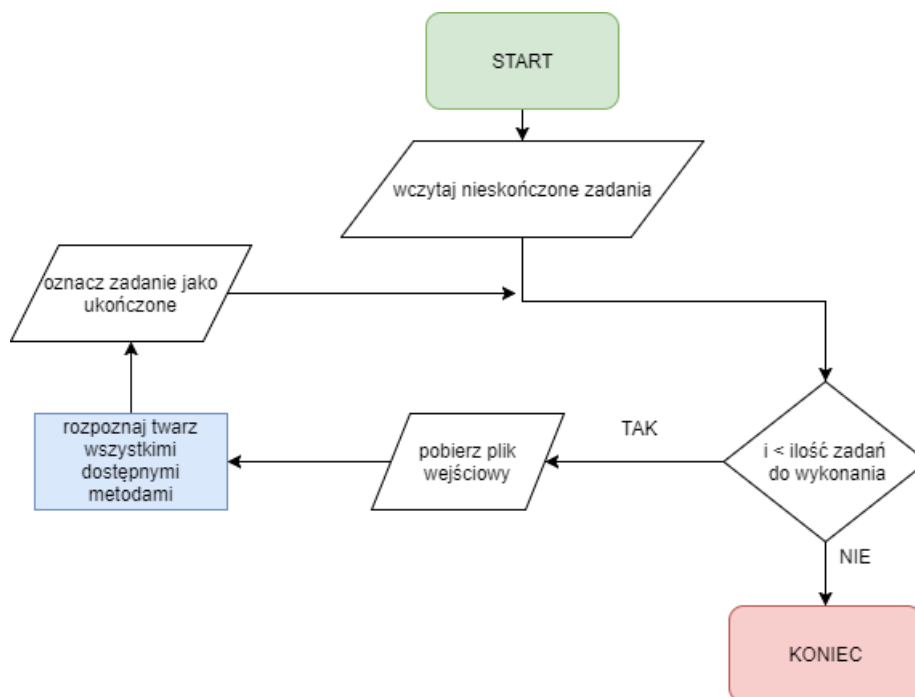 START
wczytaj nieskończone zadania
oznacz zadanie jako
ukończone
rozpoznaj twarz
wszystkimi
dostępnymi
metodami
pobierz plik
wejściowy
TAK
i < ilość zadań
do wykonania
NIE
KONIEC